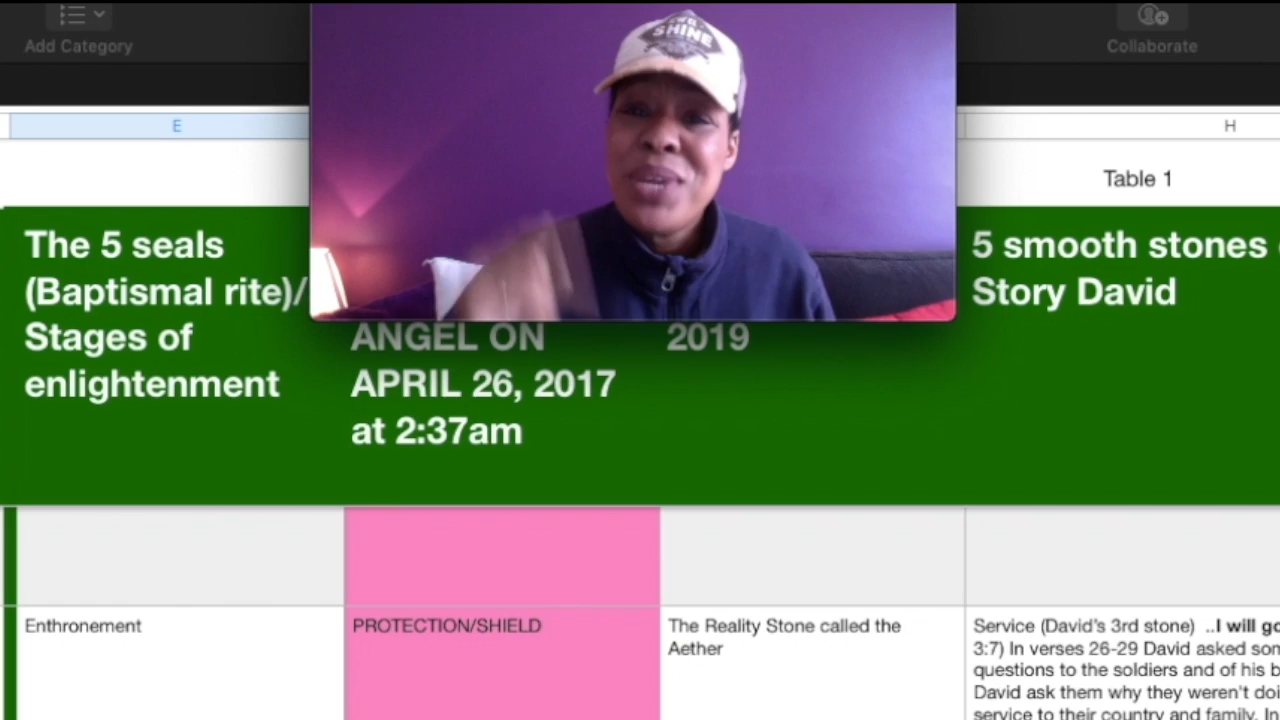 Add Category
Collaborate
SHINE
E
H
Table 1
The 5 seals
(Baptismal rite)/
Stages of
enlightenment
ANGEL ON
APRIL 26, 2017
at 2:37am
2019
5 smooth stones
Story David
Enthronement
PROTECTION/SHIELD
The Reality Stone called the
Aether
Service (David's 3rd stone) ..I will go
3:7) In verses 26-29 David asked som
questions to the soldiers and of his b
David ask them why they weren't doi
service to their country and family. In